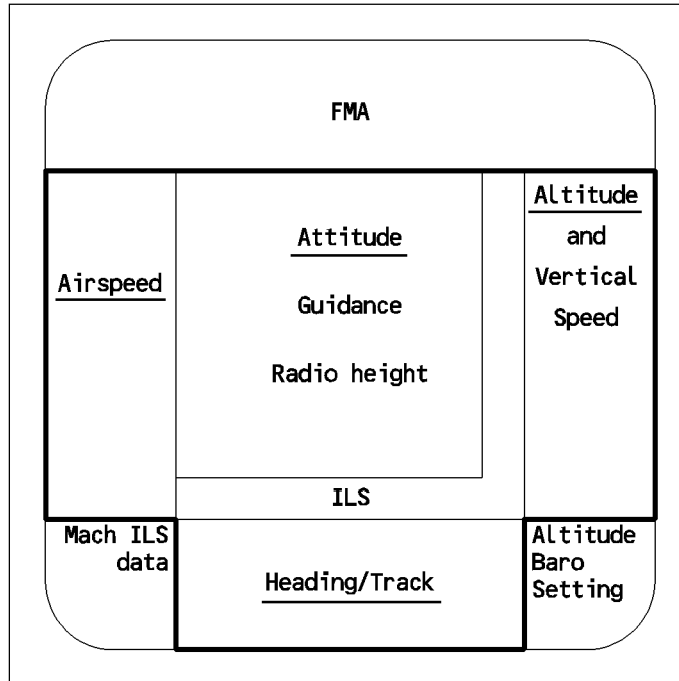 FMA
Airspeed
Attitude
Guidance
Radio height
Altitude
and
Vertical
Speed
ILS
Mach ILS
data
Heading/Track
Altitude
Baro
Setting